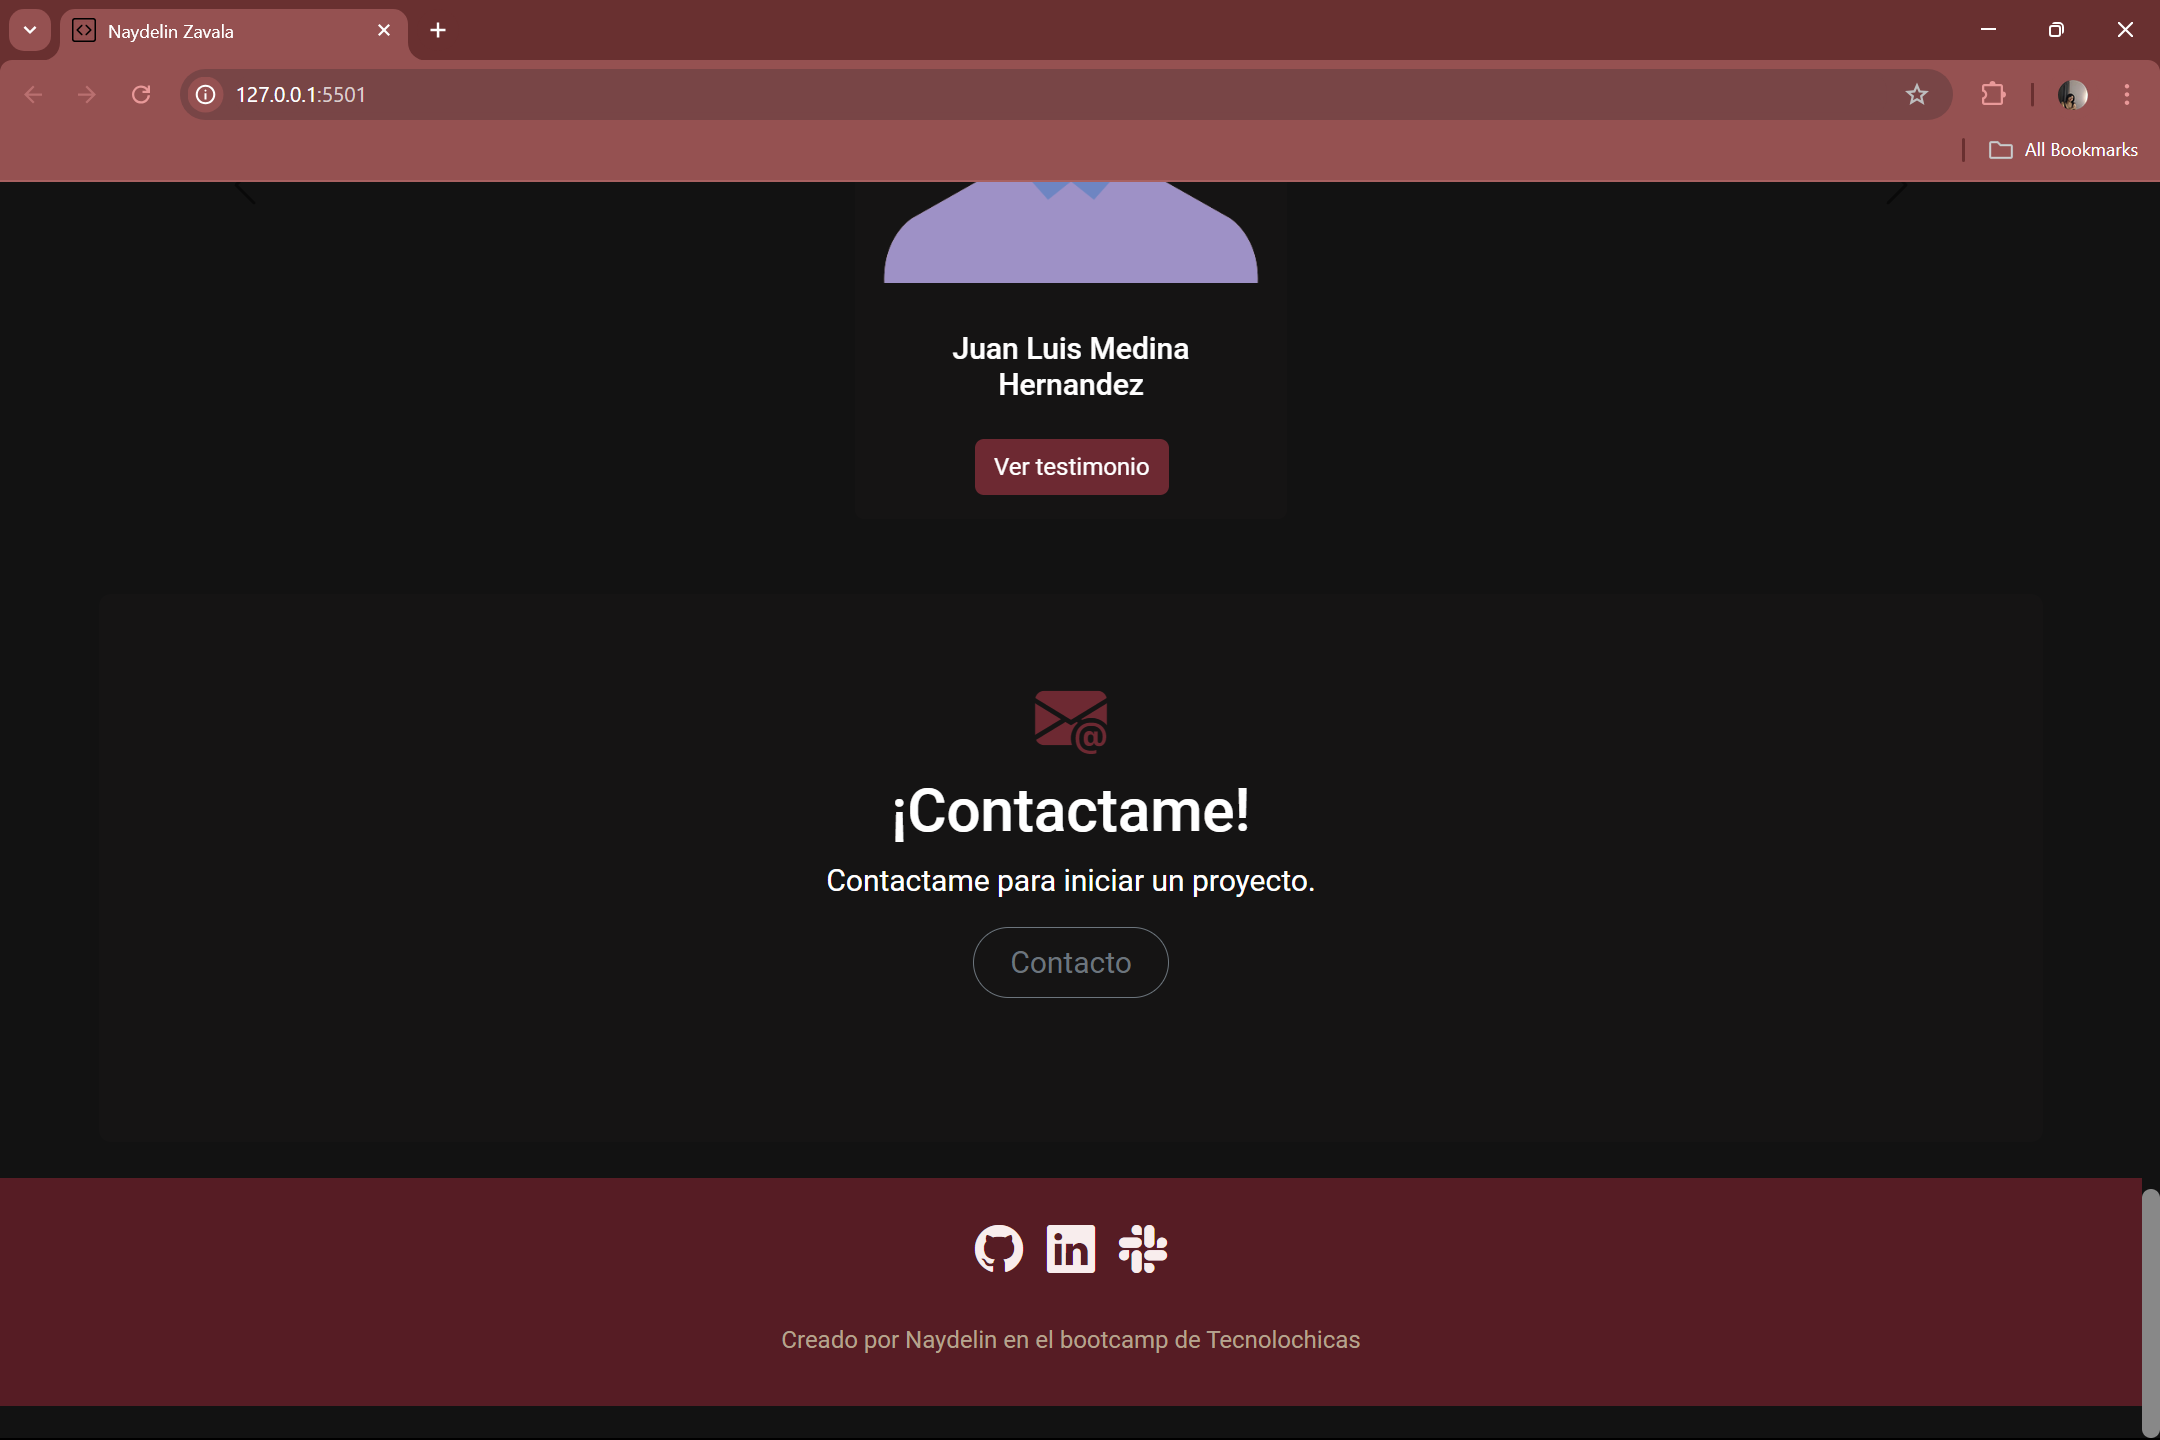 Naydelin Zavala
127.0.0.1:5501
All Bookmarks
Juan Luis Medina
Hernandez
Ver testimonio
@
¡Contactame!
Contactame para iniciar un proyecto.
Contacto
in
Creado por Naydelin en el bootcamp de Tecnolochicas